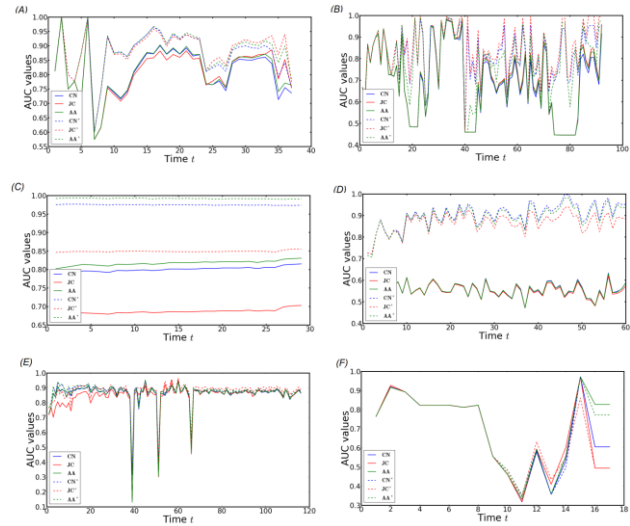 (A)
AUC values
1.00
0.95
0.90
0.85
0.80
0.75
0.70
0.65
0.60
0.55
CN
JC
AA
CN*
JC*
AA*
0 5 10 15 20 25 30 35 40
Time t
(B)
AUC values
1.0
0.9
0.8
0.7
0.6
0.5
0.4
CN
JC
AA
CN*
JC*
AA*
0 20 40 60 80 100
Time t
(C)
AUC values
1.00
0.95
0.90
0.85
0.80
0.75
0.70
0.65
CN
JC
AA
CN*
JC*
AA*
0 5 10 15 20 25 30
Time t
(D)
AUC values
1.0
0.9
0.8
0.7
0.6
0.5
0.4
CN
JC
AA
CN*
JC*
AA*
0 10 20 30 40 50 60
Time t
(E)
AUC values
1.0
0.9
0.8
0.7
0.6
0.5
0.4
0.3
0.2
0.1
CN
JC
AA
CN*
JC*
AA*
0 20 40 60 80 100 120
Time t
(F)
AUC values
1.0
0.9
0.8
0.7
0.6
0.5
0.4
0.3
CN
JC
AA
CN*
JC*
AA*
0 2 4 6 8 10 12 14 16 18
Time t